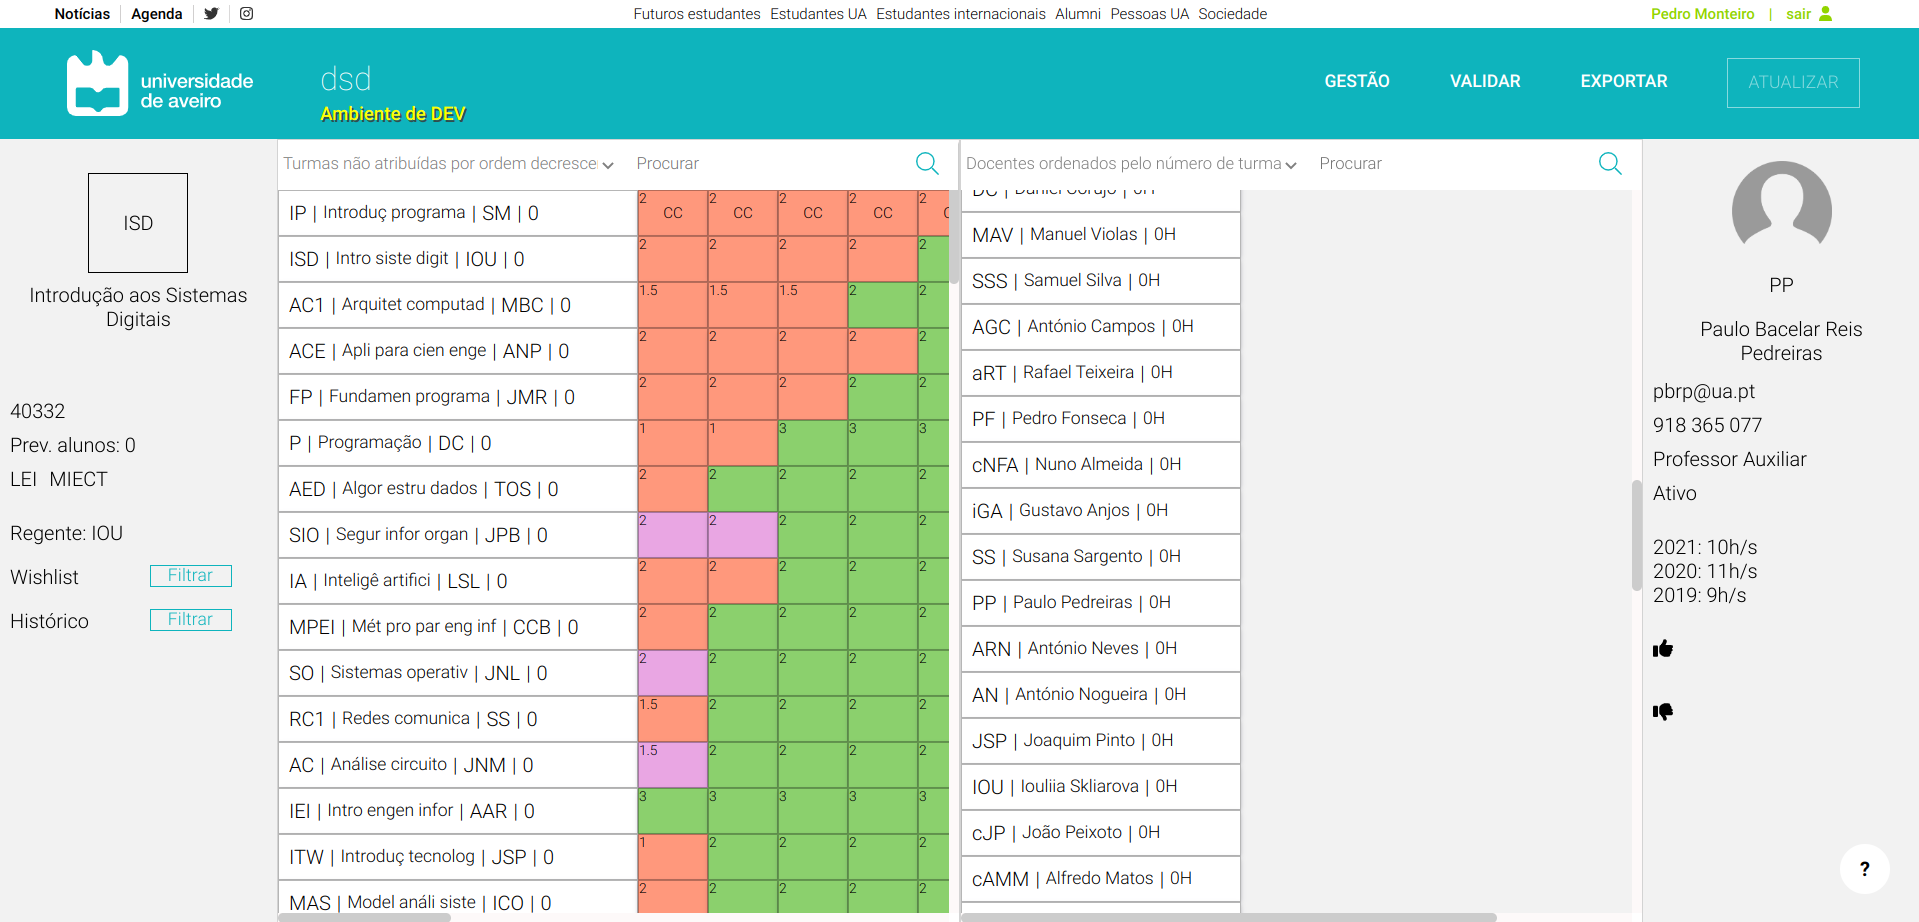 Notícias Agenda Futuros estudantes Estudantes UA Estudantes internacionais Alumni Pessoas UA Sociedade Pedro Monteiro | sair
universidade
de aveiro
dsd
Ambiente de DEV
GESTÃO VALIDAR EXPORTAR ATUALIZAR
ISD
Introdução aos Sistemas
Digitais
40332
Prev. alunos: 0
LEI MIECT
Regente: IOU
Wishlist Filtrar
Histórico Filtrar
Turmas não atribuídas por ordem decresce Procurar
IP | Introduç programa | SM | 0 2 CC 2 CC 2 CC 2 CC 2
ISD | Intro siste digit | IOU | 0 2 2 2 2 2
AC1 | Arquitet computad | MBC | 0 1.5 1.5 1.5 2 2
ACE | Apli para cien enge | ANP | 0 2 2 2 2 2
FP | Fundamen programa | JMR | 0 2 2 2 2 2
P | Programação | DC | 0 1 1 3 3 3
AED | Algor estru dados | TOS | 0 2 2 2 2 2
SIO | Segur infor organ | JPB | 0 2 2 2 2 2
IA | Inteligê artifici | LSL | 0 2 2 2 2 2
MPEI | Mét pro par eng inf | CCB | 0 2 2 2 2 2
SO | Sistemas operativ | JNL | 0 2 2 2 2 2
RC1 | Redes comunica | SS | 0 1.5 2 2 2 2
AC | Análise circuito | JNM | 0 1.5 2 2 2 2
IEI | Intro engen infor | AAR | 0 3 3 3 3 3
ITW | Introduç tecnolog | JSP | 0 1 2 2 2 2
MAS | Model análi siste | ICO | 0 2 2 2 2 2
Docentes ordenados pelo número de turma Procurar
DC | Daniel Corujo | 0H
MAV | Manuel Violas | 0H
SSS | Samuel Silva | 0H
AGC | António Campos | 0H
aRT | Rafael Teixeira | 0H
PF | Pedro Fonseca | 0H
cNFA | Nuno Almeida | 0H
iGA | Gustavo Anjos | 0H
SS | Susana Sargento | 0H
PP | Paulo Pedreiras | 0H
ARN | António Neves | 0H
AN | António Nogueira | 0H
JSP | Joaquim Pinto | 0H
IOU | Iouliia Skliarova | 0H
cJP | João Peixoto | 0H
cAMM | Alfredo Matos | 0H
PP
Paulo Bacelar Reis
Pedreiras
pbrp@ua.pt
918 365 077
Professor Auxiliar
Ativo
2021: 10h/s
2020: 11h/s
2019: 9h/s
?